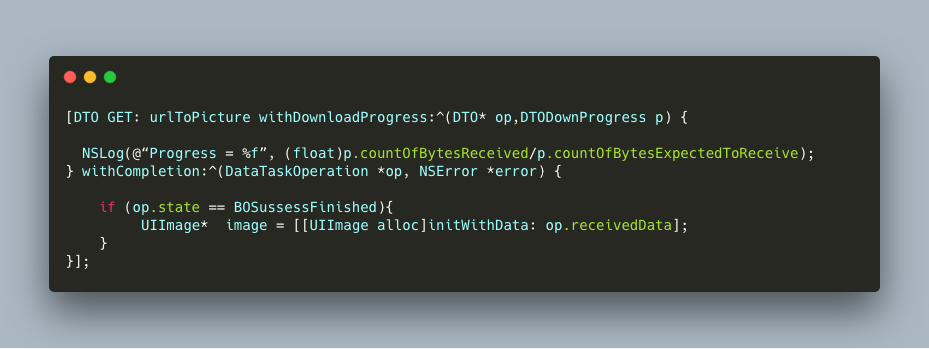 [DTO GET: urlToPicture withDownloadProgress:^(DTO* op,DTODownProgress p) {
NSLog(@“Progress = %f”, (float)p.countOfBytesReceived/p.countOfBytesExpectedToReceive);
} withCompletion:^(DataTaskOperation *op, NSError *error) {
if (op.state == BOSussessFinished){
UIImage*  image = [[UIImage alloc]initWithData: op.receivedData];
}
}];